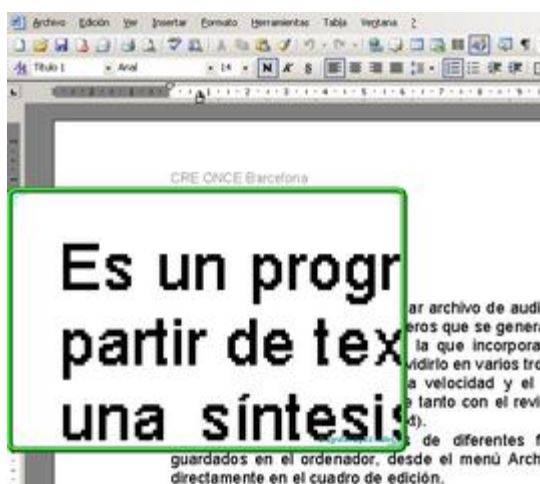 Archivo Edición Ver Insertar Formato Herramientas Tabla Ventana ?
Título 1 Arial 14 N K S
CRE ONCE Barcelona
Es un progr
partir de tex
una síntesis
ar archivo de audi
eros que se genera
la que incorpora
vidirlo en varios tro
a velocidad y el
e tanto con el revi
d).
s de diferentes f
guardados en el ordenador, desde el menú Arch
directamente en el cuadro de edición.